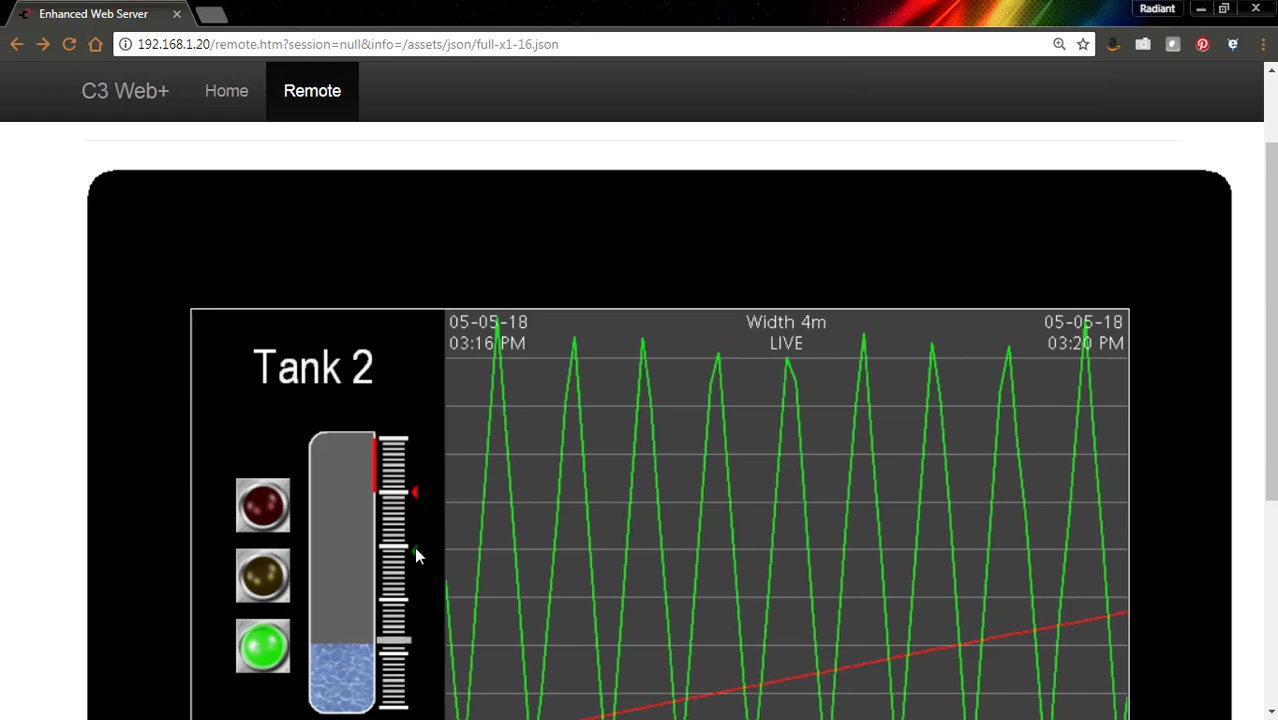 Enhanced Web Server
Radiant
192.168.1.20/remote.htm?session=null&info=/assets/json/full-x1-16.json
C3 Web+ Home Remote
05-05-18 Width 4m 05-05-18
03:16 PM LIVE 03:20 PM
Tank 2